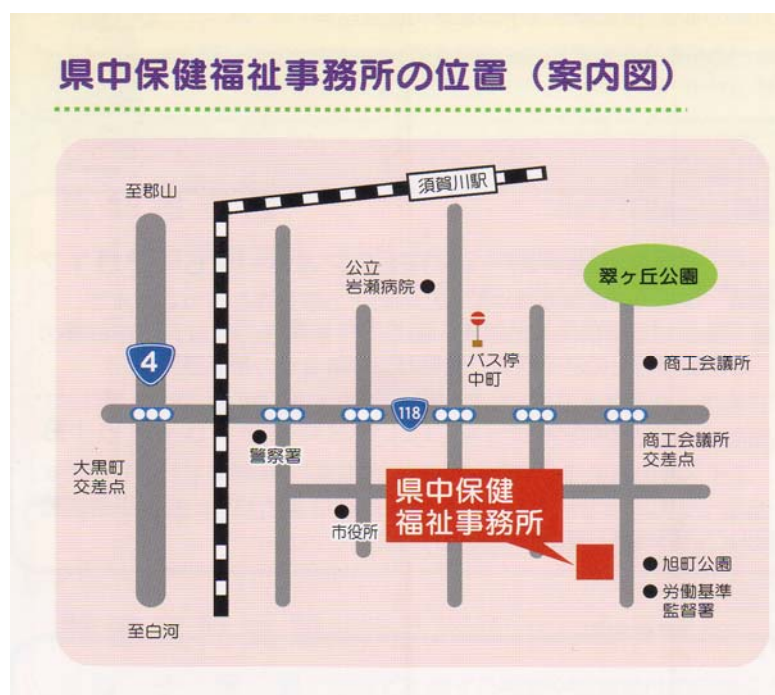 県中保健福祉事務所の位置（案内図）
至郡山
須賀川駅
公立
岩瀬病院
翠ヶ丘公園
4
バス停
中町
商工会議所
118
大黒町
交差点
警察署
商工会議所
交差点
県中保健
福祉事務所
市役所
旭町公園
労働基準
監督署
至白河